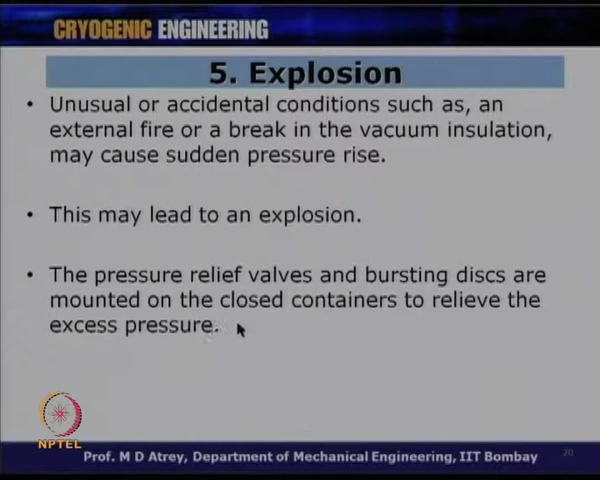 CRYOGENIC ENGINEERING
5. Explosion
• Unusual or accidental conditions such as, an
external fire or a break in the vacuum insulation,
may cause sudden pressure rise.
• This may lead to an explosion.
• The pressure relief valves and bursting discs are
mounted on the closed containers to relieve the
excess pressure.
NPTEL
Prof. M D Atrey, Department of Mechanical Engineering, IIT Bombay
20